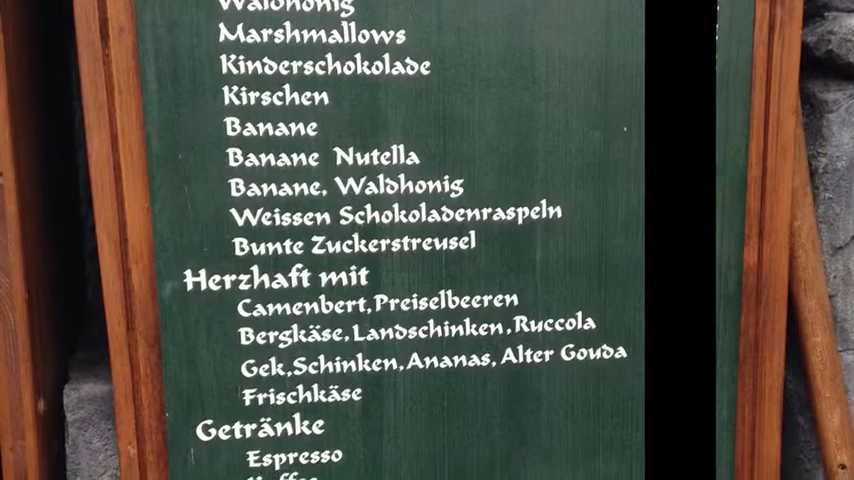 Waldhonig
Marshmallows
Kinderschokolade
Kirschen
Banane
Banane Nutella
Banane, Waldhonig
Weissen Schokoladenraspeln
Bunte Zuckerstreusel
Herzhaft mit
Camenbert, Preiselbeeren
Bergkäse, Landschinken, Ruccola
Gek, Schinken, Ananas, Alter Gouda
Frischkäse
Getränke
Espresso